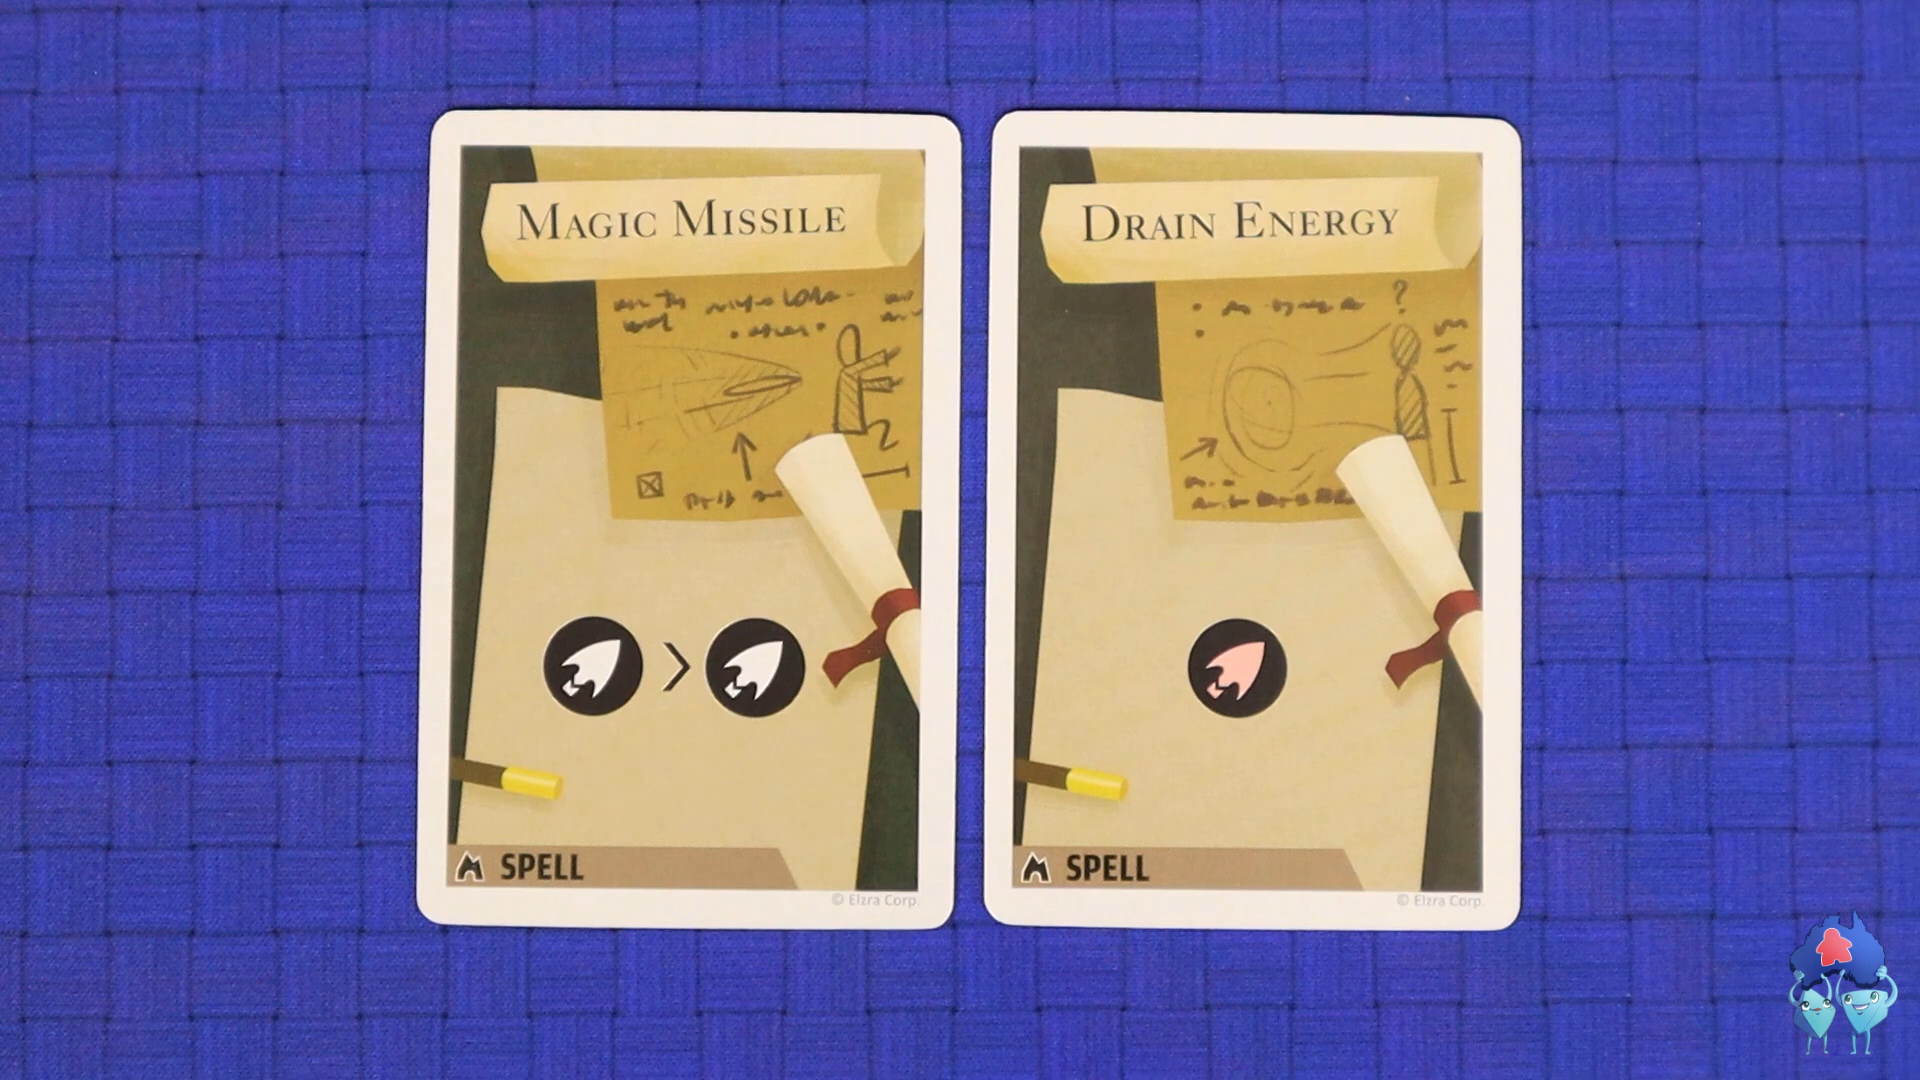 MAGIC MISSILE
SPELL
© Elzra Corp.
DRAIN ENERGY
?
SPELL
© Elzra Corp.